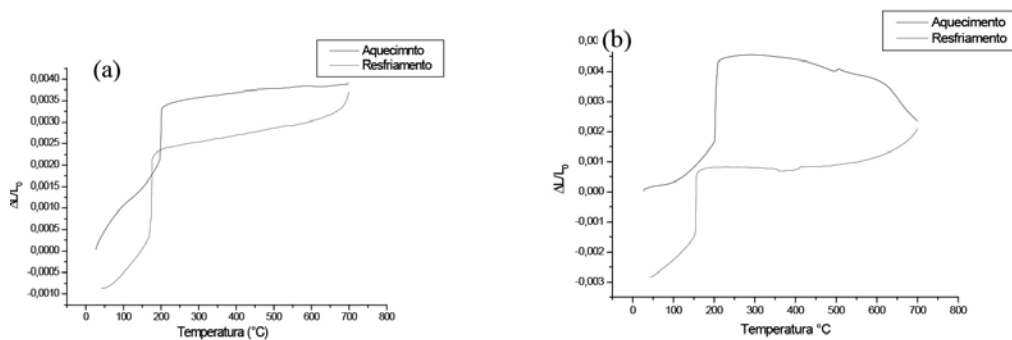 (a)
Aquecimnto
Resfriamento
0,0040
0,0035
0,0030
0,0025
0,0020
0,0015
0,0010
0,0005
0,0000
-0,0005
-0,0010
ΔL/L₀
0 100 200 300 400 500 600 700 800
Temperatura (°C)
(b)
Aquecimento
Resfriamento
0,00
0,004
0,003
0,002
0,001
0,000
-0,001
-0,002
-0,003
ΔL/L₀
0 100 200 300 400 500 600 700 800
Temperatura °C